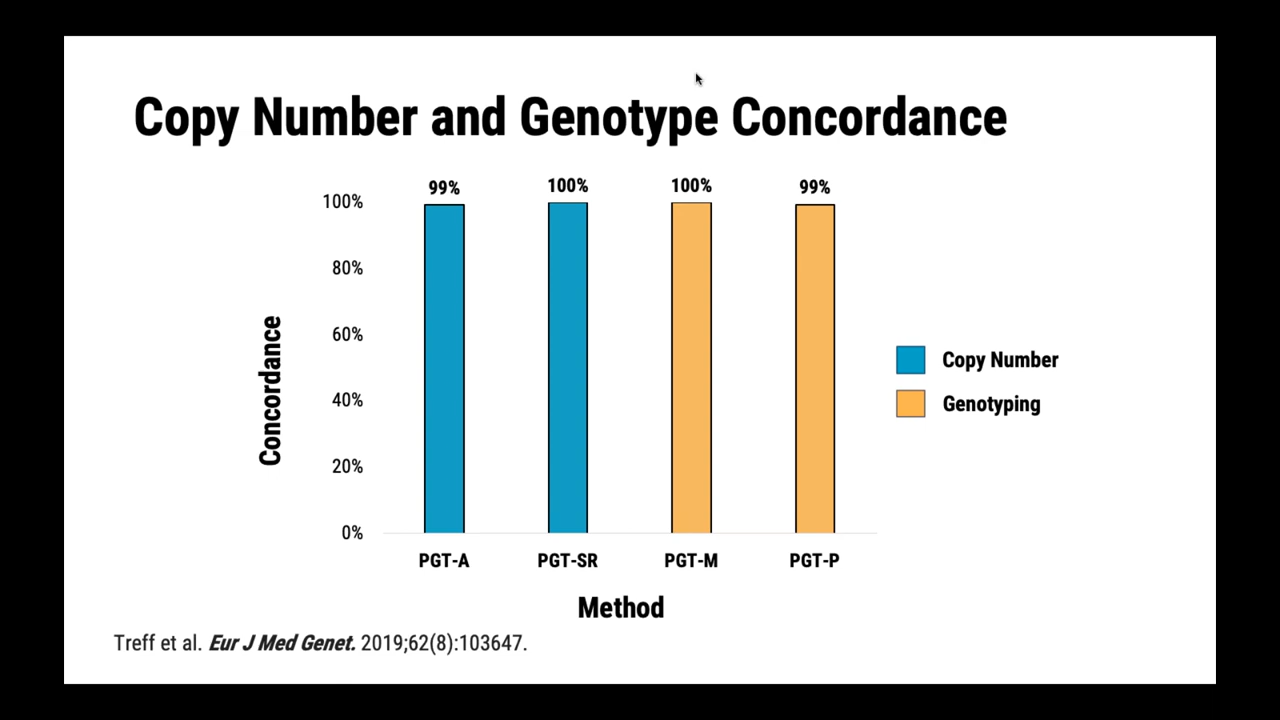 Copy Number and Genotype Concordance
99%
100%
100%
99%
100%
80%
60%
40%
20%
0%
Concordance
PGT-A
PGT-SR
PGT-M
PGT-P
Method
Copy Number
Genotyping
Treff et al. Eur J Med Genet. 2019;62(8):103647.